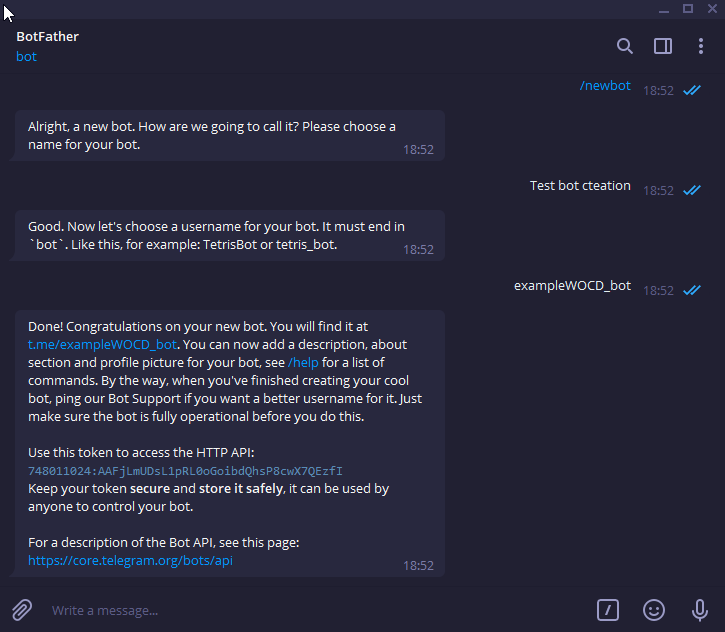 BotFather
bot
/newbot
18:52
Alright, a new bot. How are we going to call it? Please choose a
name for your bot.
18:52
Test bot cteation
18:52
Good. Now let's choose a username for your bot. It must end in
`bot`. Like this, for example: TetrisBot or tetris_bot.
18:52
exampleWOCD_bot
18:52
Done! Congratulations on your new bot. You will find it at
t.me/exampleWOCD_bot. You can now add a description, about
section and profile picture for your bot, see /help for a list of
commands. By the way, when you've finished creating your cool
bot, ping our Bot Support if you want a better username for it. Just
make sure the bot is fully operational before you do this.
Use this token to access the HTTP API:
748011024:AAFjLmUDsL1pRL0oGoibdQhsP8cwX7QEzfI
Keep your token secure and store it safely, it can be used by
anyone to control your bot.
For a description of the Bot API, see this page:
https://core.telegram.org/bots/api
18:52
Write a message...